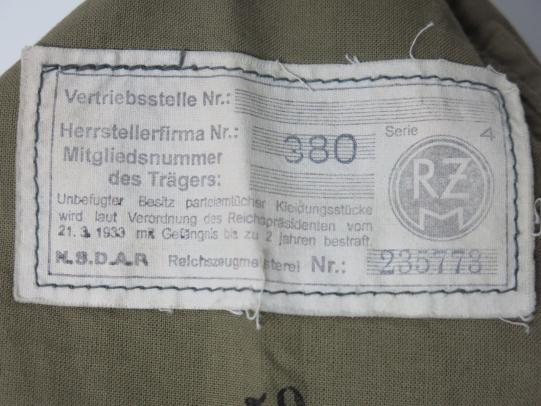 Vertriebsstelle Nr.:
Herrstellerfirma Nr.: 380
Serie 4
Mitgliedsnummer
des Trägers:
RZM
Unbefugter Besitz parteiamtlicher Kleidungsstücke
wird laut Verordnung des Reichspräsidenten vom
21.3.1933 mit Gefängnis bis zu 2 Jahren bestraft.
N.S.D.A.P. Reichszeugmeisterei Nr.: 235773